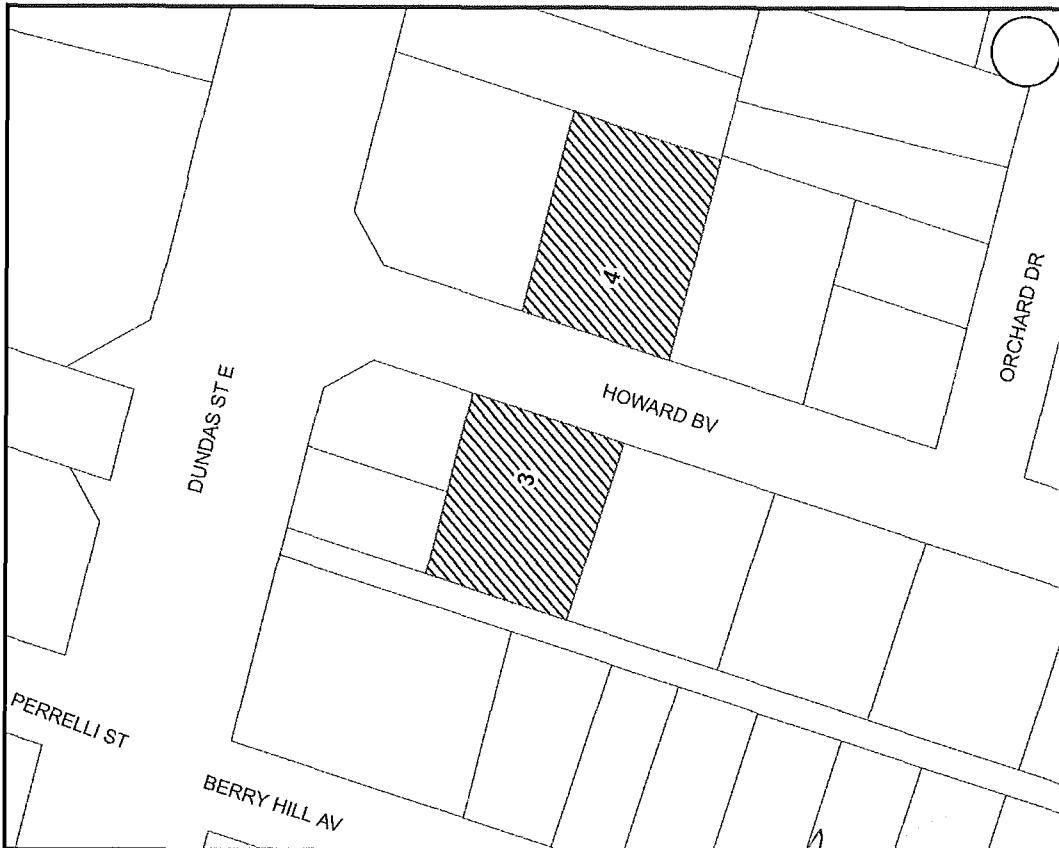 4
ORCHARD DR
DUNDAS ST E
HOWARD BV
3
PERRELLI ST
BERRY HILL AV